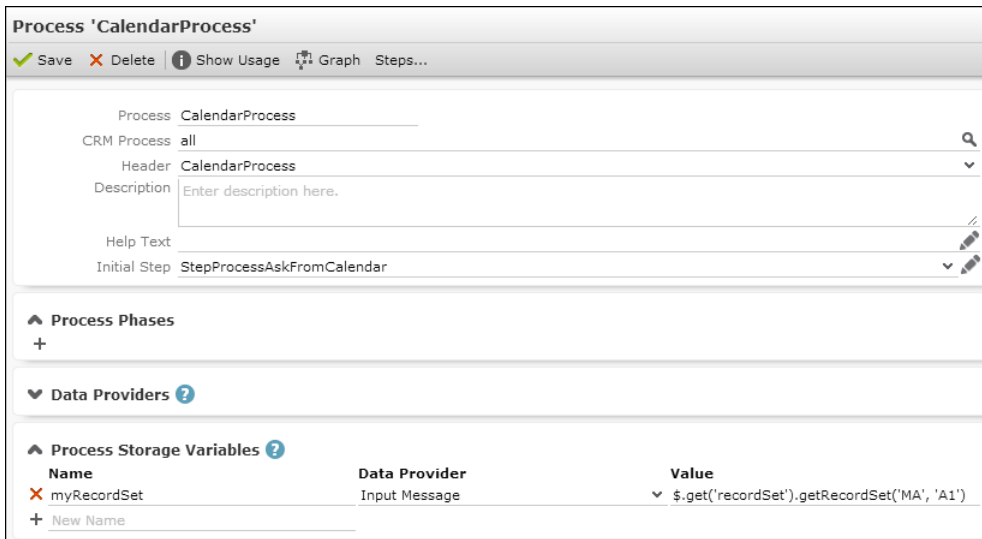 Process 'CalendarProcess'
Save Delete Show Usage Graph Steps...
Process CalendarProcess
CRM Process all
Header CalendarProcess
Description Enter description here.
Help Text
Initial Step StepProcessAskFromCalendar
Process Phases
+
Data Providers ?
Process Storage Variables ?
Name Data Provider Value
myRecordSet Input Message $.get('recordSet').getRecordSet('MA', 'A1')
+ New Name